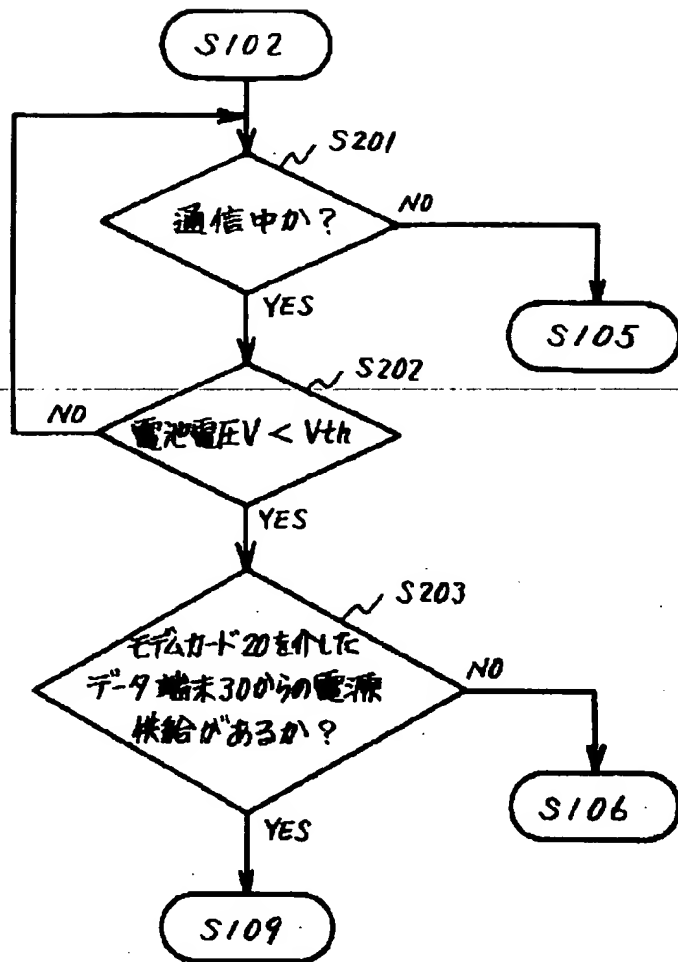 S102
S201
通信中か?
NO
YES
S105
S202
NO
電池電圧V < Vth
YES
S203
モデムカード20を介した
データ端末30からの電源
供給があるか?
NO
S106
YES
S109